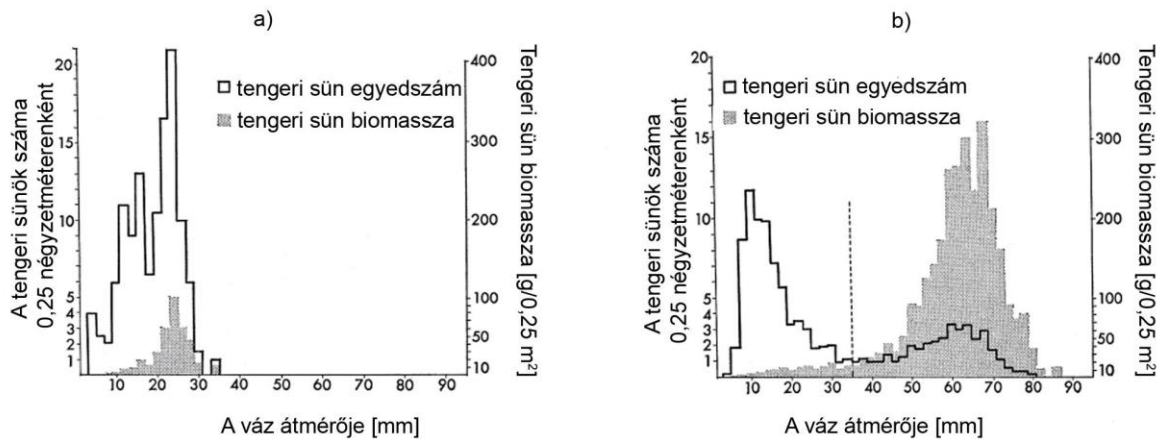 a)
A tengeri sünök száma
0,25 négyzetméterenként
20
15
10
5
4
3
2
1
tengeri sün egyedszám
tengeri sün biomassza
400
300
200
100
50
10
Tengeri sün biomassza [g/0,25 m²]
10 20 30 40 50 60 70 80 90
A váz átmérője [mm]
b)
A tengeri sünök száma
0,25 négyzetméterenként
20
15
10
5
4
3
2
1
tengeri sün egyedszám
tengeri sün biomassza
400
300
200
100
50
10
Tengeri sün biomassza [g/0,25 m²]
10 20 30 40 50 60 70 80 90
A váz átmérője [mm]